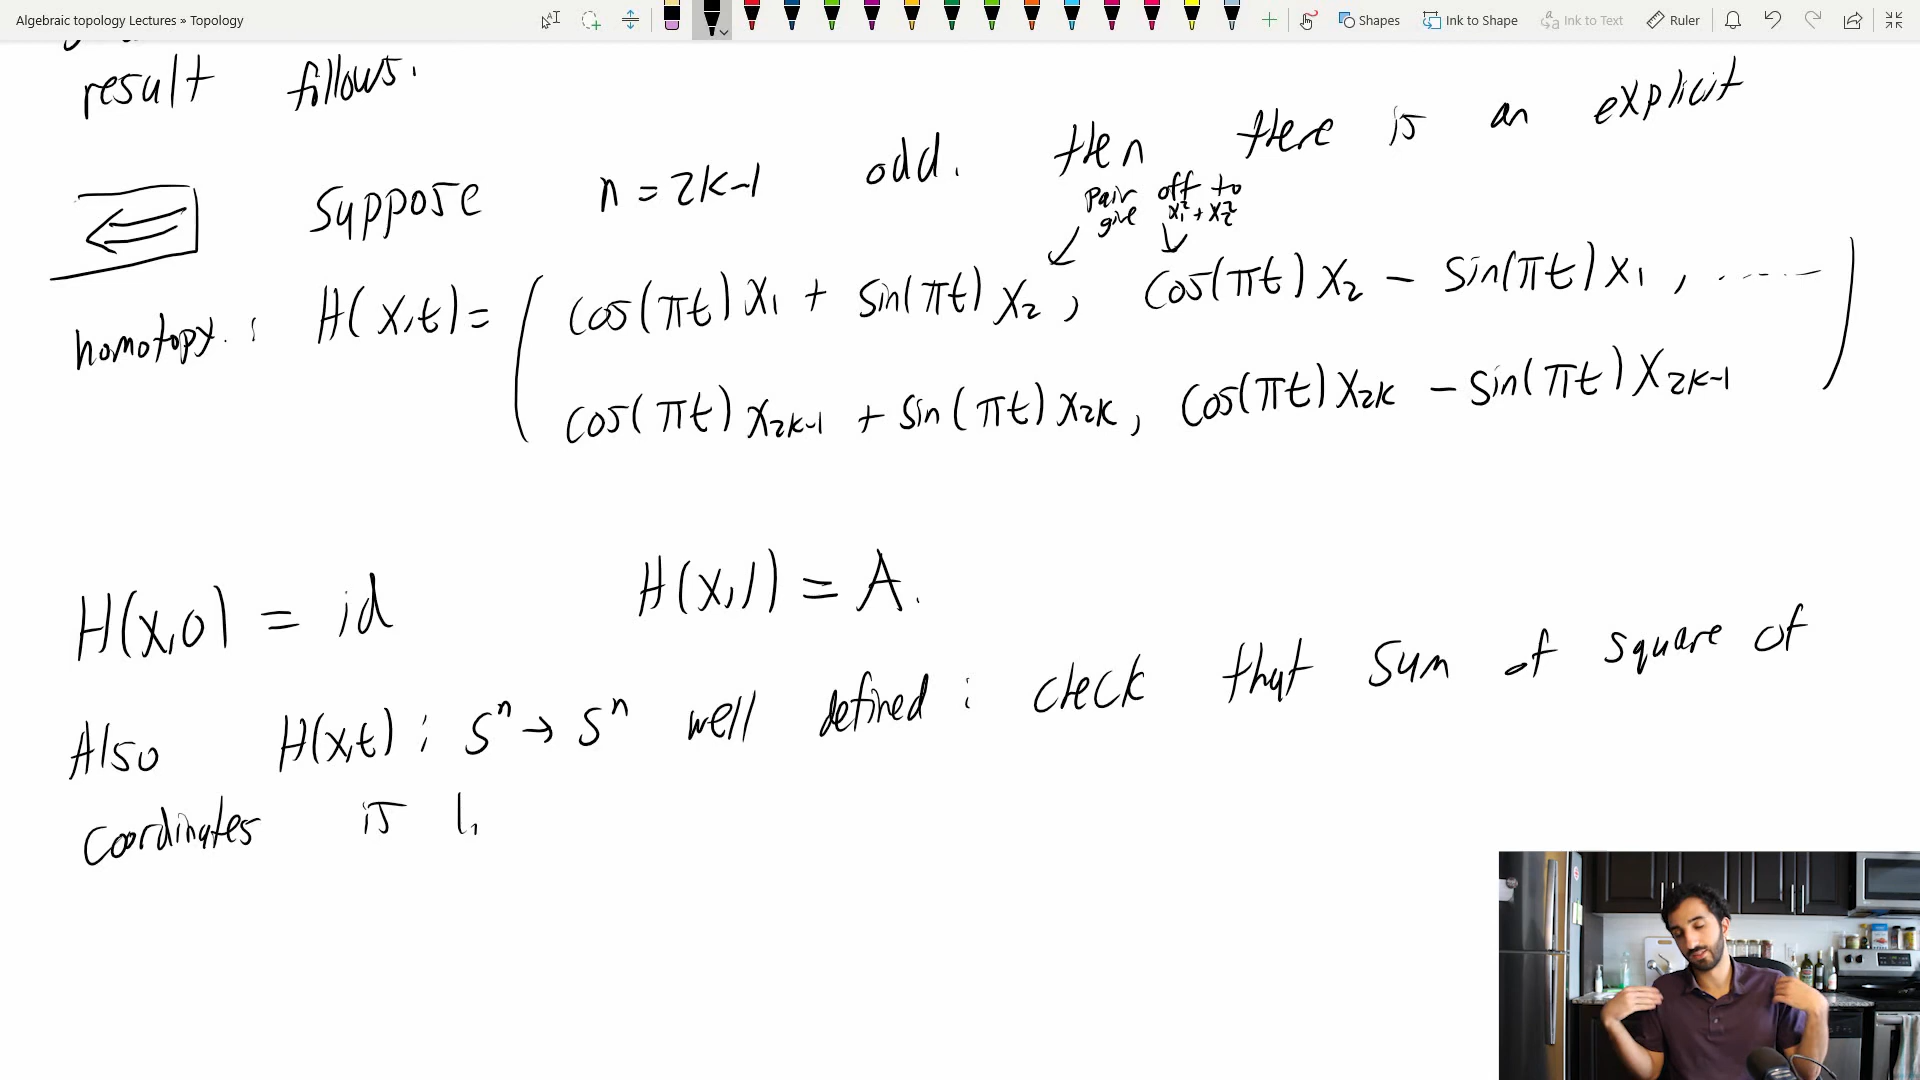 Algebraic topology Lectures » Topology
Shapes Ink to Shape Ink to Text Ruler
result follows.
Suppose n = 2k-1 odd. then there is an explicit
pair off to
give x₁² + x₂²
homotopy : H(x,t) = ( cos(πt) x₁ + sin(πt) x₂ , cos(πt) x₂ - sin(πt) x₁ , ......
cos(πt) x₂ₖ₋₁ + sin(πt) x₂ₖ , cos(πt) x₂ₖ - sin(πt) x₂ₖ₋₁ )
H(x,0) = id H(x,1) = A.
Also H(x,t) : Sⁿ → Sⁿ well defined : check that sum of square of
coordinates is 1.